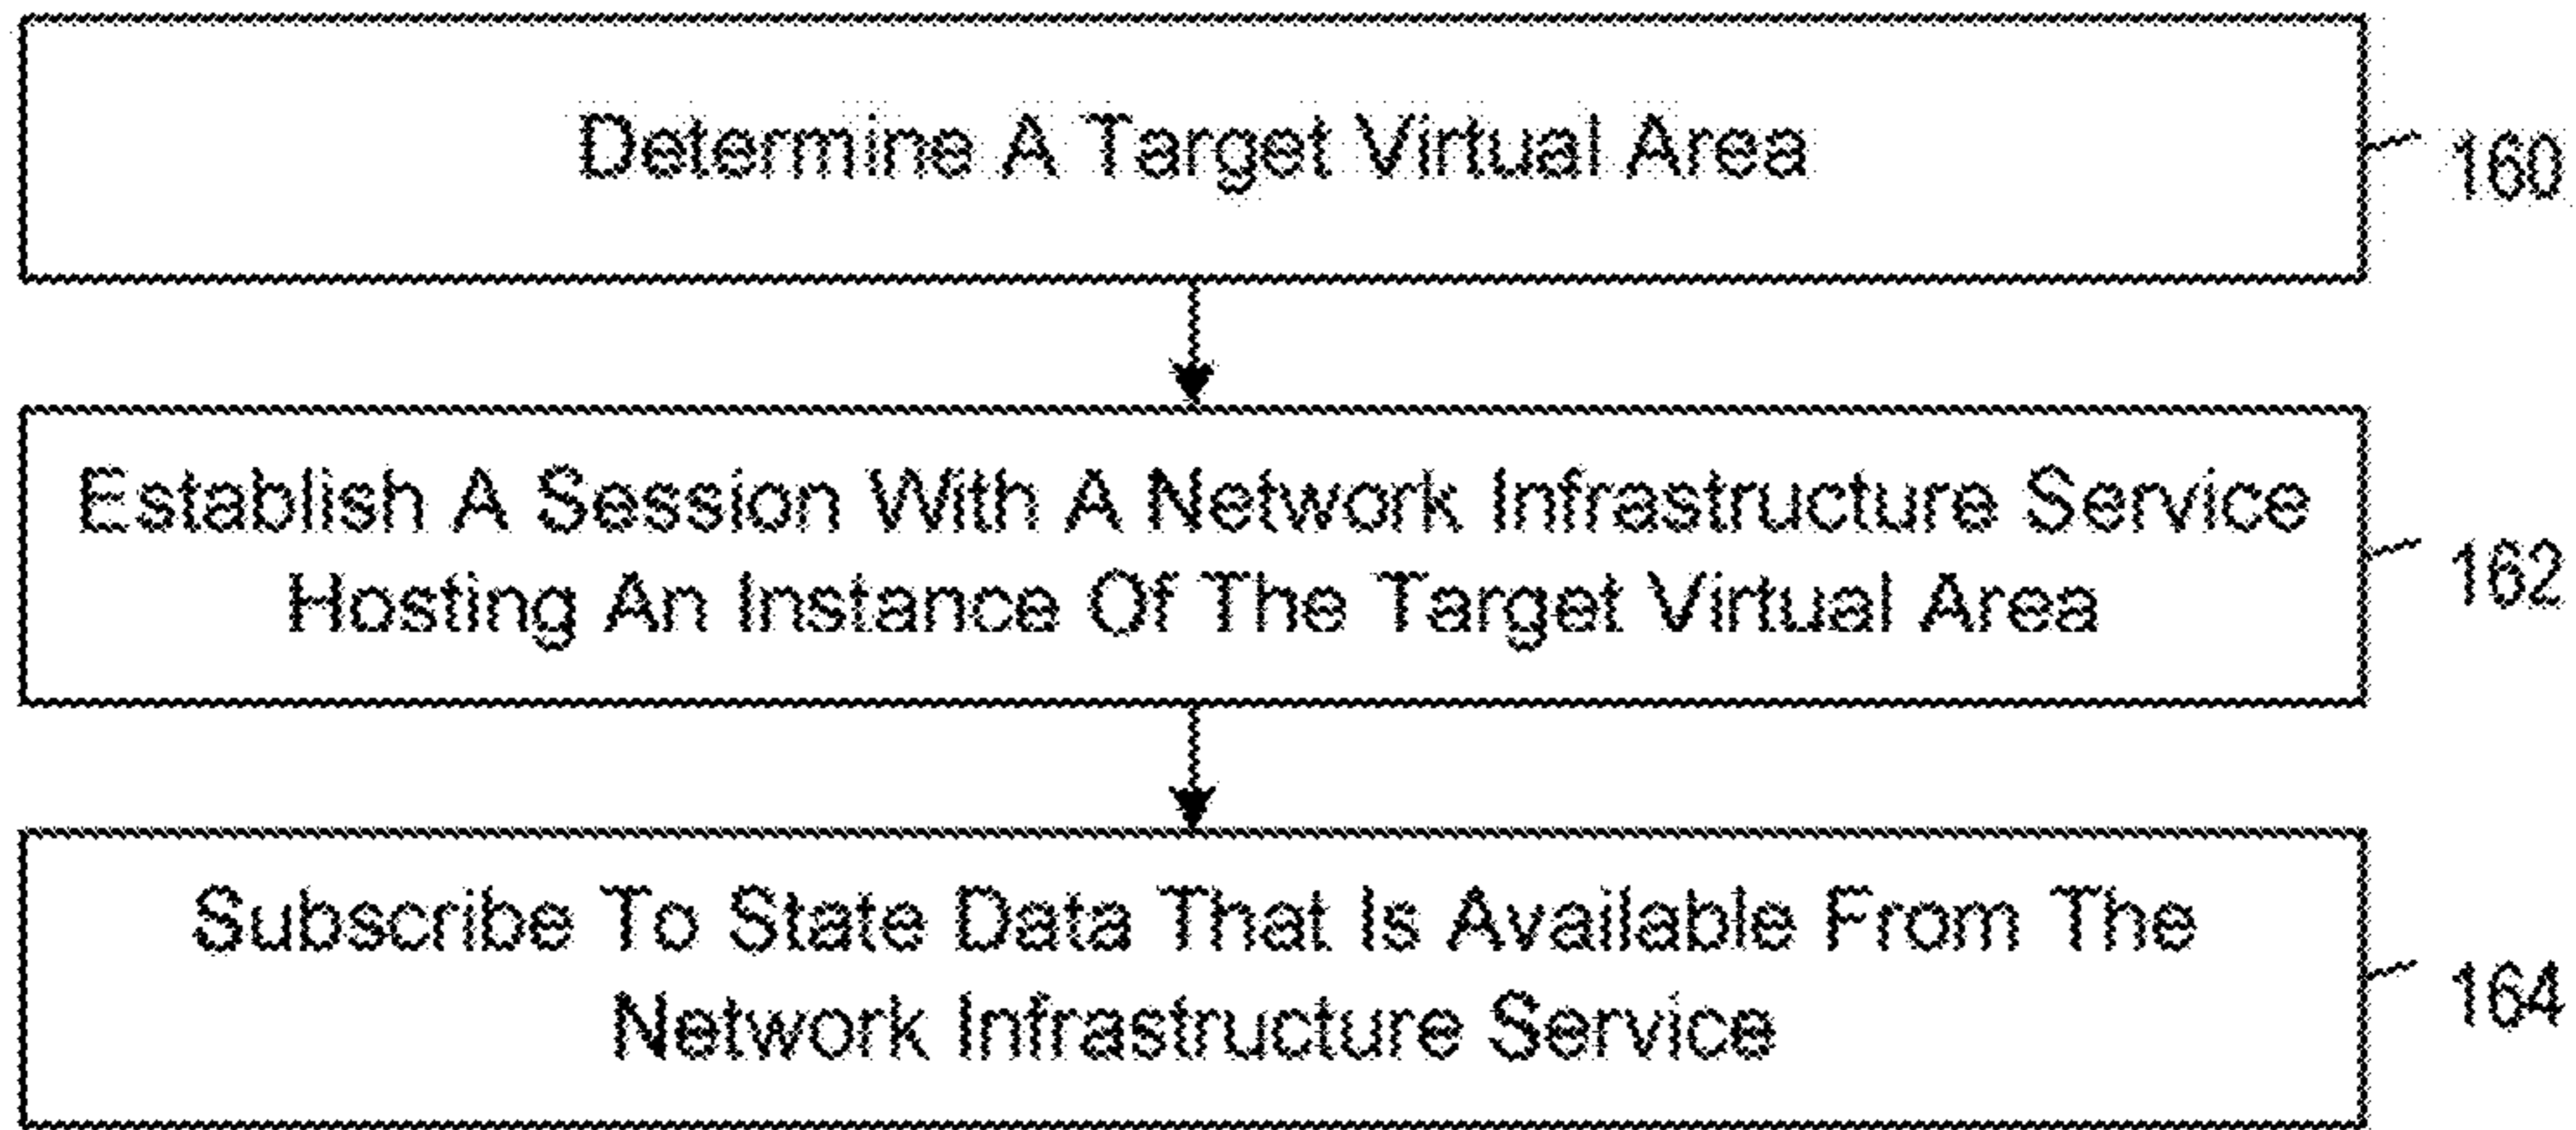 Determine A Target Virtual Area
160
Establish A Session With A Network Infrastructure Service
Hosting An Instance Of The Target Virtual Area
162
Subscribe To State Data That Is Available From The
Network Infrastructure Service
164